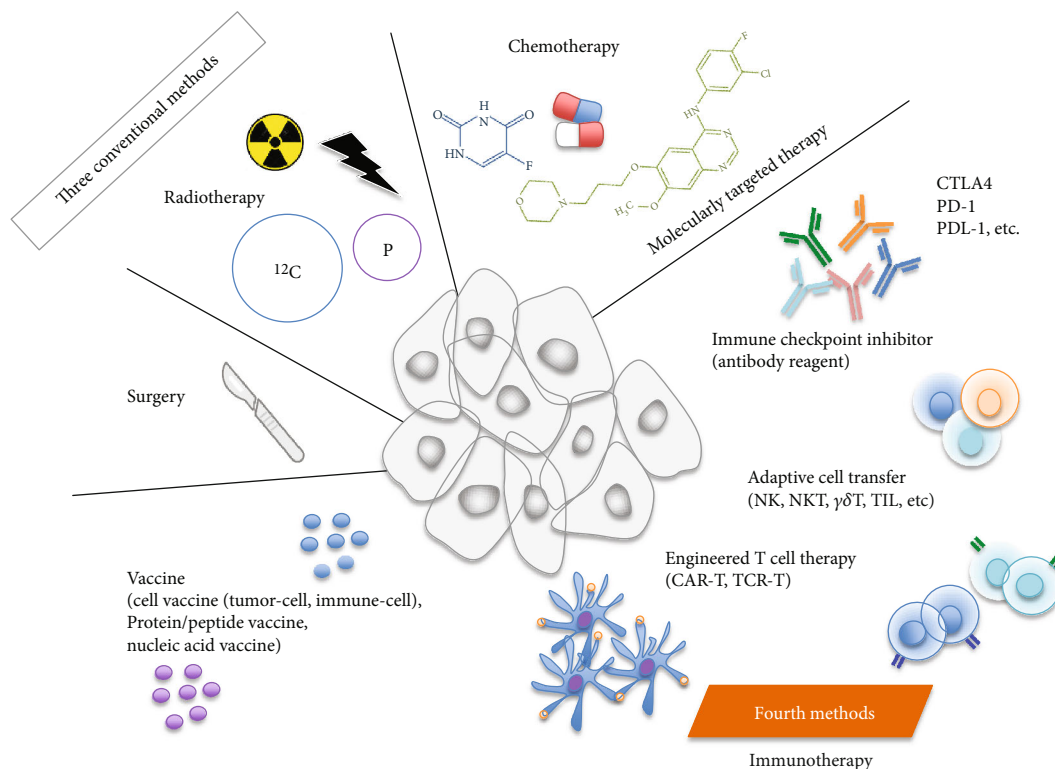 Three conventional methods
Chemotherapy
Radiotherapy
12C
P
H
N
O
O
HN
F
F
Cl
HN
N
N
O
N
O
O
H3C
Molecularly targeted therapy
Surgery
CTLA4
PD-1
PDL-1, etc.
Immune checkpoint inhibitor
(antibody reagent)
Adaptive cell transfer
(NK, NKT, γδT, TIL, etc)
Engineered T cell therapy
(CAR-T, TCR-T)
Vaccine
(cell vaccine (tumor-cell, immune-cell),
Protein/peptide vaccine,
nucleic acid vaccine)
Fourth methods
Immunotherapy